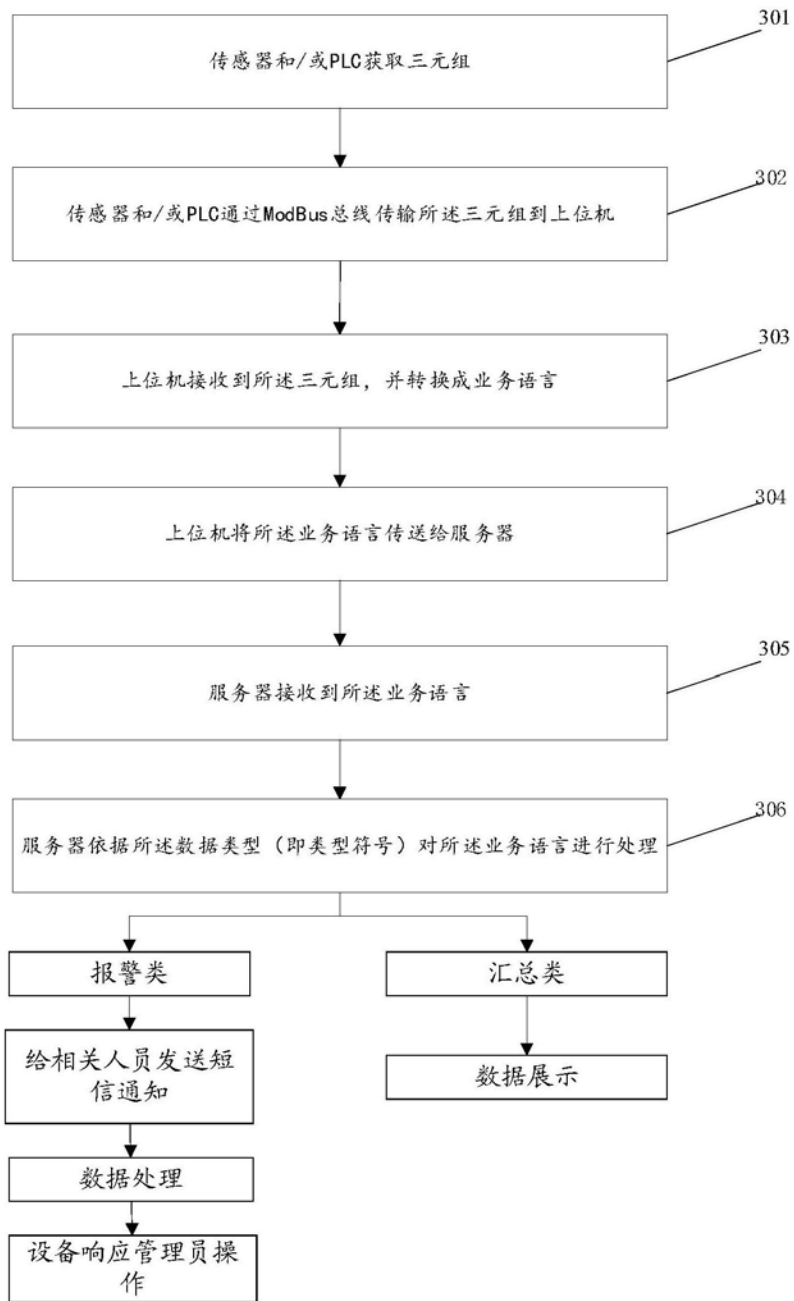 301
传感器和/或PLC获取三元组
302
传感器和/或PLC通过ModBus总线传输所述三元组到上位机
303
上位机接收到所述三元组，并转换成业务语言
304
上位机将所述业务语言传送给服务器
305
服务器接收到所述业务语言
306
服务器依据所述数据类型（即类型符号）对所述业务语言进行处理
报警类
汇总类
给相关人员发送短
信通知
数据展示
数据处理
设备响应管理员操
作